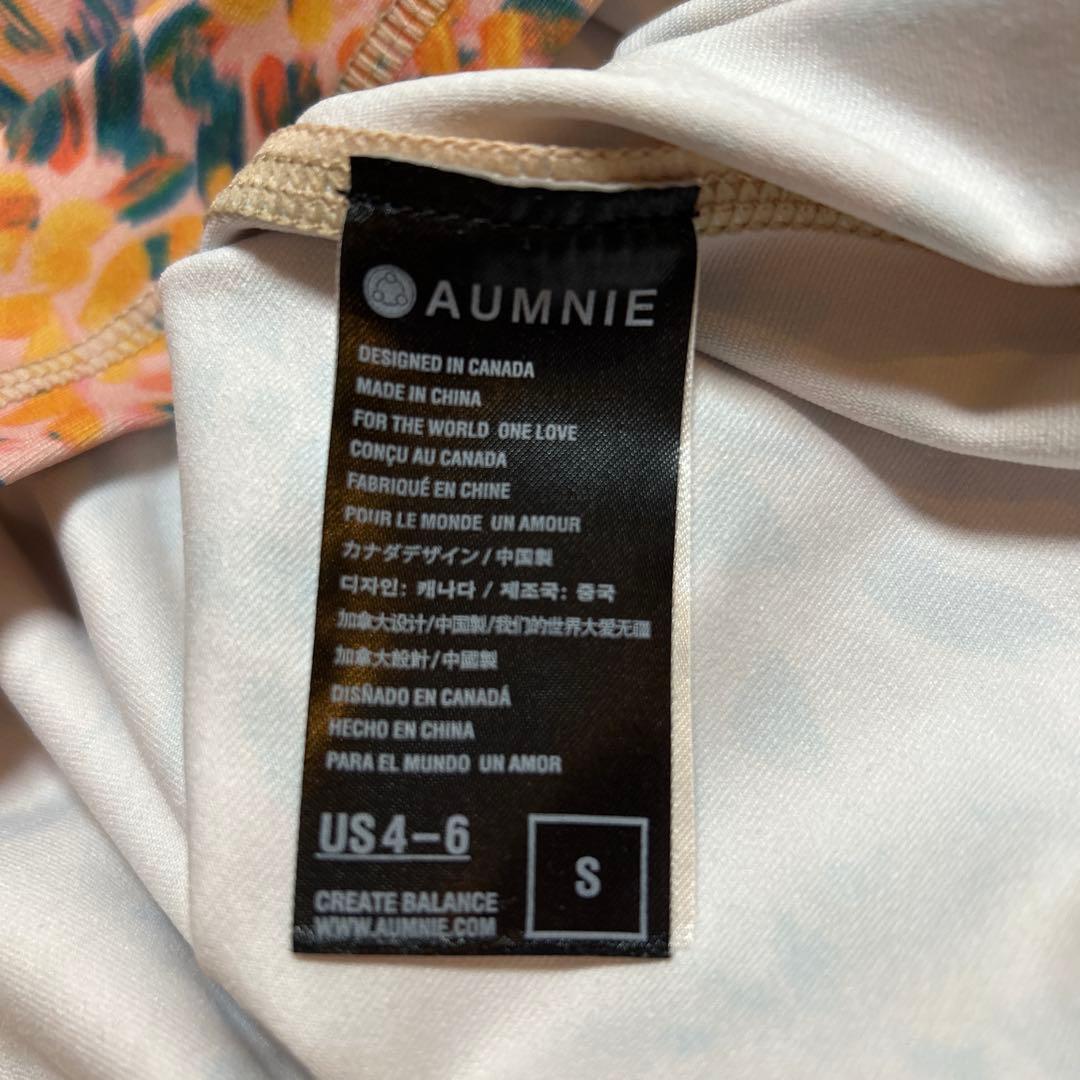 AUMNIE
DESIGNED IN CANADA
MADE IN CHINA
FOR THE WORLD ONE LOVE
CONÇU AU CANADA
FABRIQUÉ EN CHINE
POUR LE MONDE UN AMOUR
カナダデザイン/中国製
디자인: 캐나다 / 제조국: 중국
加拿大设计/中国製/我们的世界大爱无疆
加拿大設計/中國製
DISÑADO EN CANADÁ
HECHO EN CHINA
PARA EL MUNDO UN AMOR
US 4-6
S
CREATE BALANCE
WWW.AUMNIE.COM